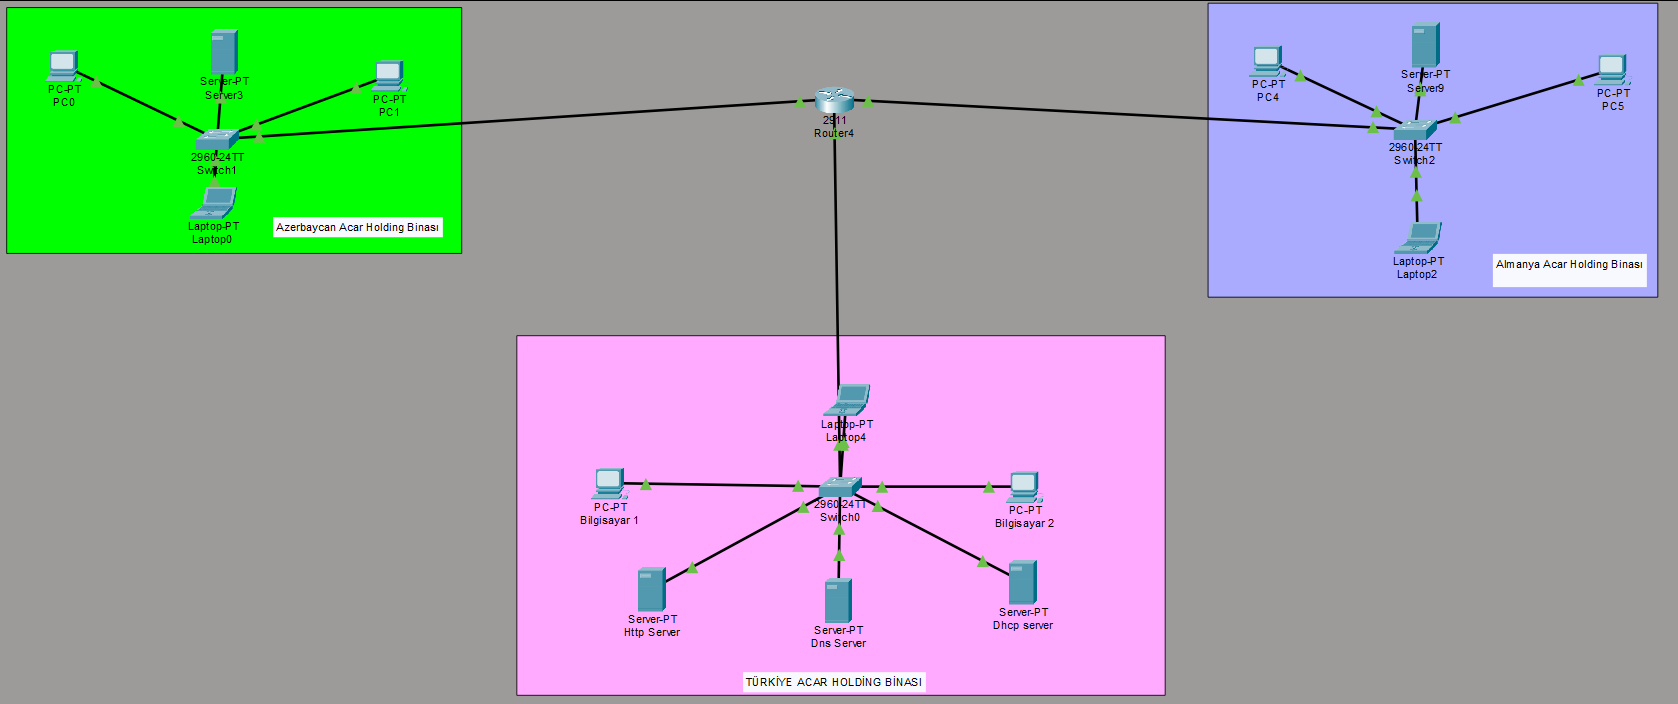 PC-PT
PC0
Server-PT
Server3
PC-PT
PC1
2960-24TT
Switch1
Laptop-PT
Laptop0
Azerbaycan Acar Holding Binası
2911
Router4
PC-PT
PC4
Server-PT
Server9
PC-PT
PC5
2960-24TT
Switch2
Laptop-PT
Laptop2
Almanya Acar Holding Binası
Laptop-PT
Laptop4
PC-PT
Bilgisayar 1
2960-24TT
Switch0
PC-PT
Bilgisayar 2
Server-PT
Http Server
Server-PT
Dns Server
Server-PT
Dhcp server
TÜRKİYE ACAR HOLDİNG BİNASI